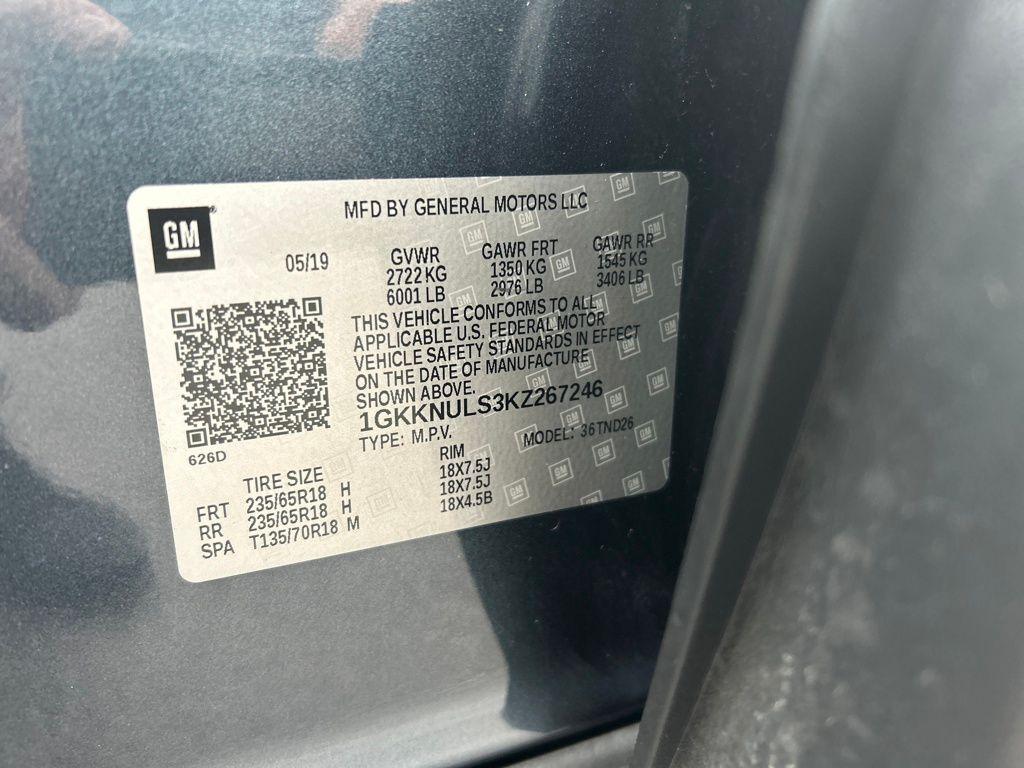 GM
MFD BY GENERAL MOTORS LLC
05/19
GVWR GAWR FRT GAWR RR
2722 KG 1350 KG 1545 KG
6001 LB 2976 LB 3406 LB
THIS VEHICLE CONFORMS TO ALL
APPLICABLE U.S. FEDERAL MOTOR
VEHICLE SAFETY STANDARDS IN EFFECT
ON THE DATE OF MANUFACTURE
SHOWN ABOVE.
1GKKNULS3KZ267246
TYPE: M.P.V. MODEL: 36TND26
626D
TIRE SIZE RIM
FRT 235/65R18 H 18X7.5J
RR 235/65R18 H 18X7.5J
SPA T135/70R18 M 18X4.5B